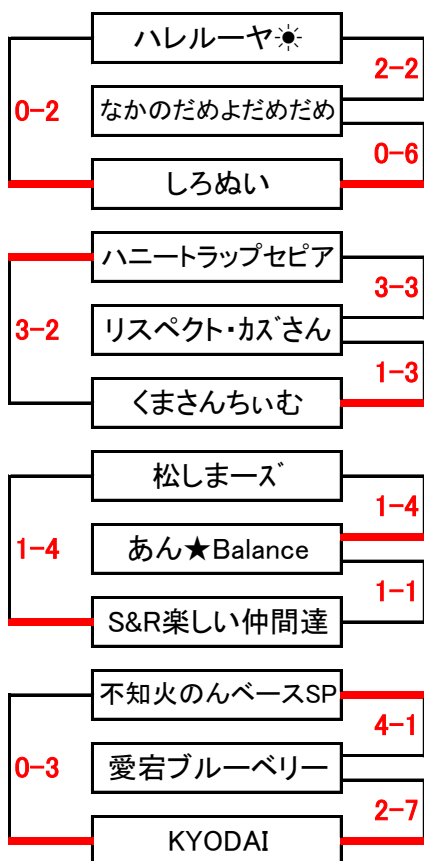 ハレルーヤ☀
2-2
0-2
なかのだめよだめだめ
0-6
しろぬい
ハニートラップセピア
3-3
3-2
リスペクト・ｶｽﾞさん
1-3
くまさんちぃむ
松しまーズ
1-4
1-4
あん★Balance
1-1
S&R楽しい仲間達
不知火のんベースSP
4-1
0-3
愛宕ブルーベリー
2-7
KYODAI